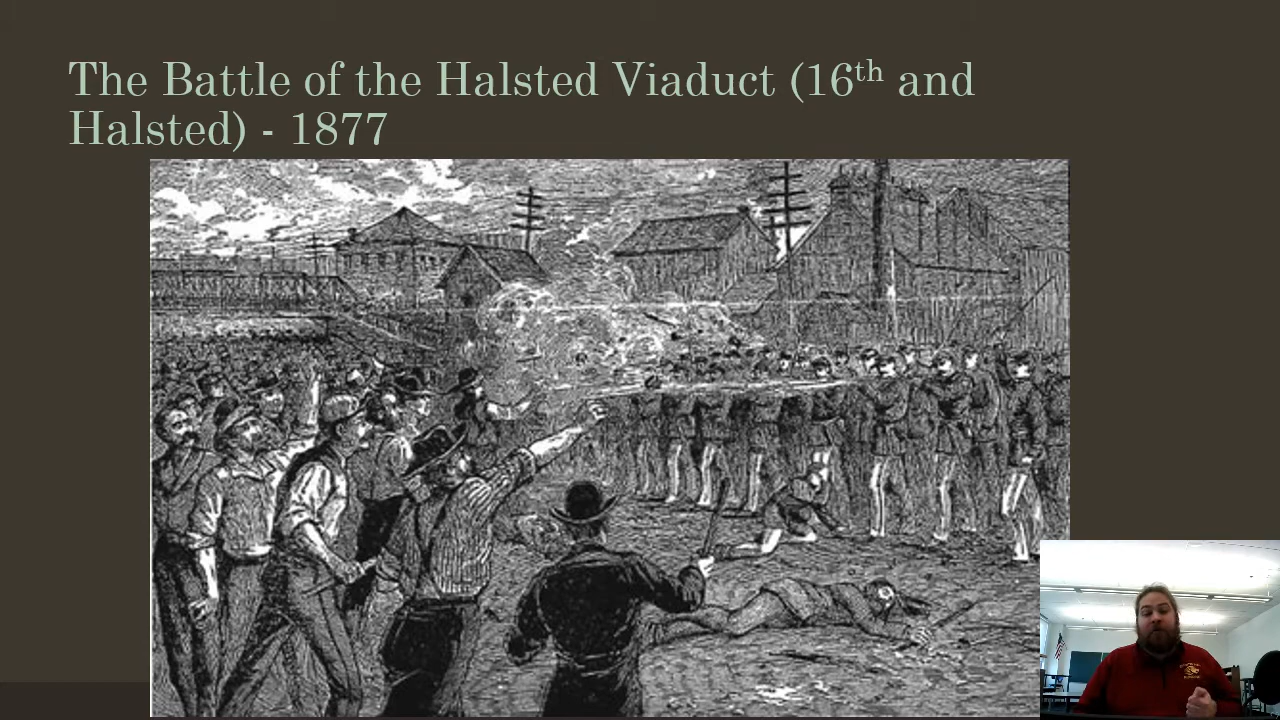 The Battle of the Halsted Viaduct (16th and
Halsted) - 1877